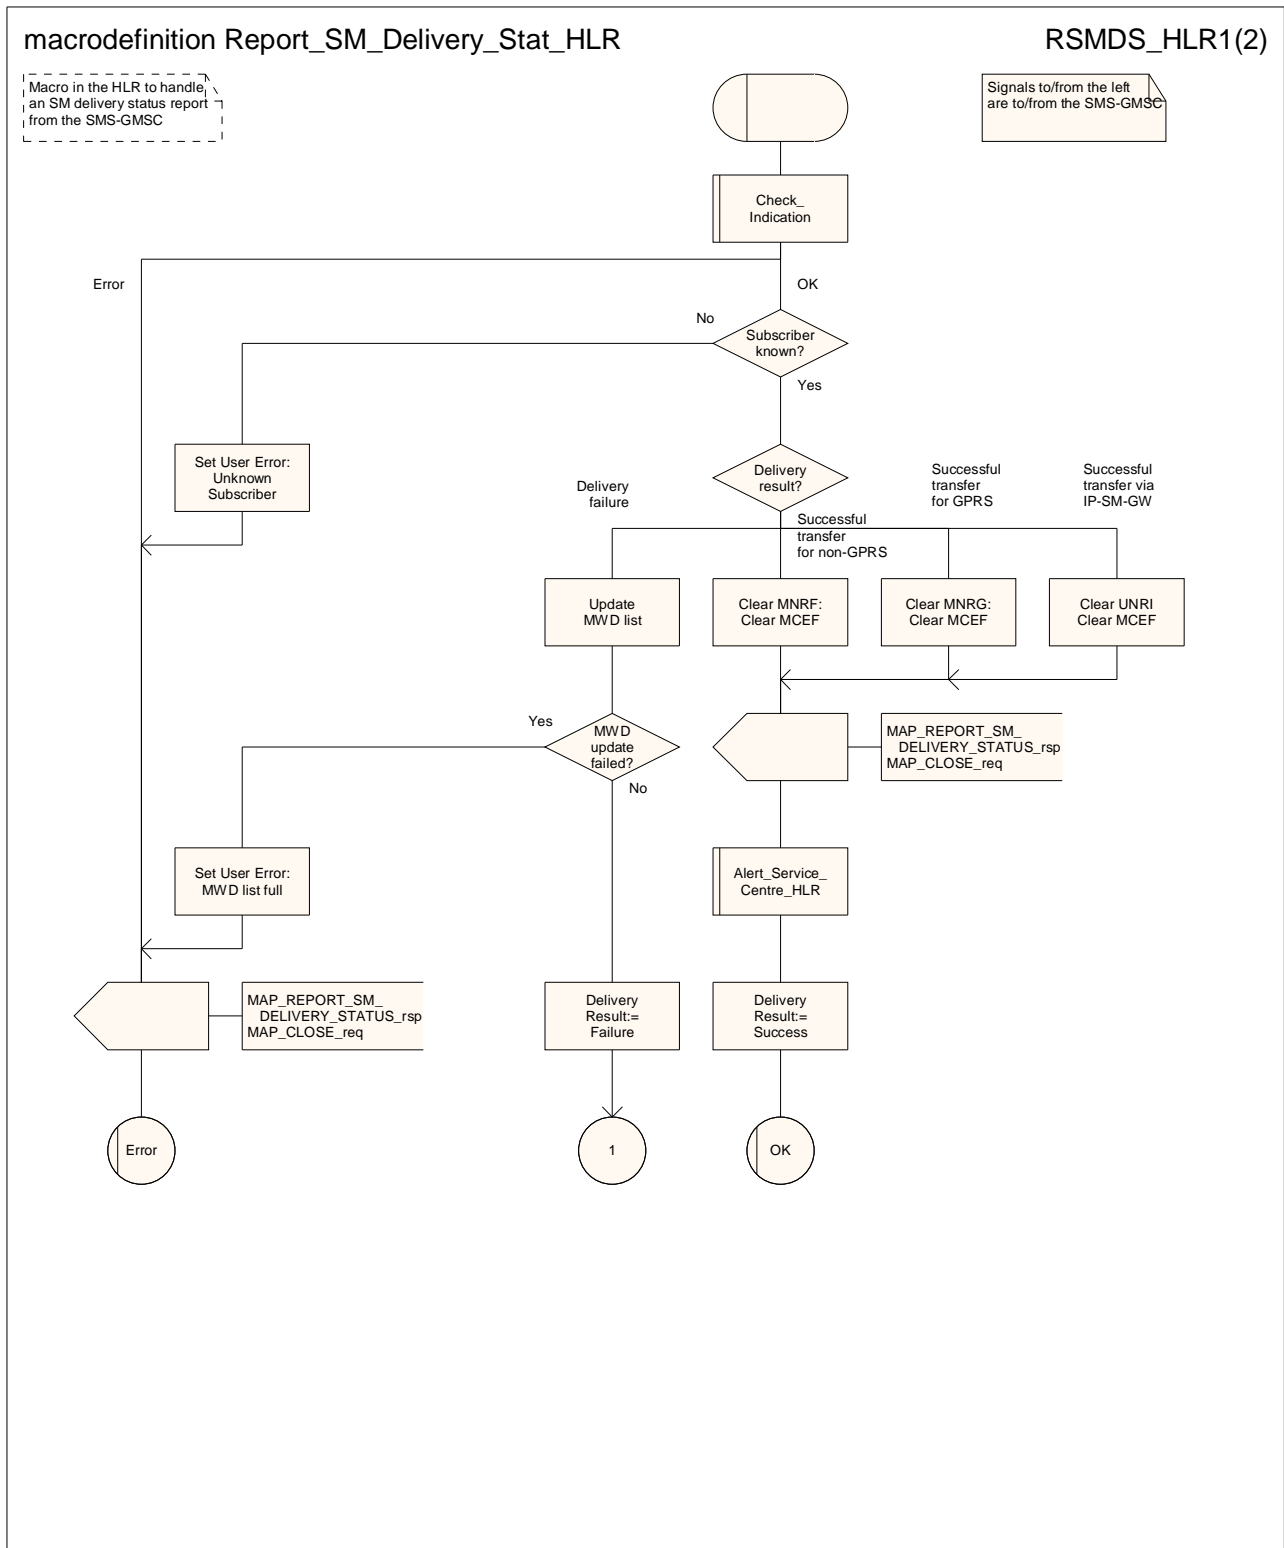 macrodefinition Report_SM_Delivery_Stat_HLR
RSMDS_HLR1(2)
Macro in the HLR to handle
an SM delivery status report
from the SMS-GMSC
Signals to/from the left
are to/from the SMS-GMSC
Check_
Indication
Error
OK
No
Subscriber
known?
Yes
Set User Error:
Unknown
Subscriber
Delivery
result?
Delivery
failure
Successful
transfer
for non-GPRS
Successful
transfer
for GPRS
Successful
transfer via
IP-SM-GW
Update
MWD list
Clear MNRF:
Clear MCEF
Clear MNRG:
Clear MCEF
Clear UNRI
Clear MCEF
Yes
MWD
update
failed?
No
MAP_REPORT_SM_
DELIVERY_STATUS_rsp
MAP_CLOSE_req
Set User Error:
MWD list full
Alert_Service_
Centre_HLR
MAP_REPORT_SM_
DELIVERY_STATUS_rsp
MAP_CLOSE_req
Delivery
Result:=
Failure
Delivery
Result:=
Success
Error
1
OK